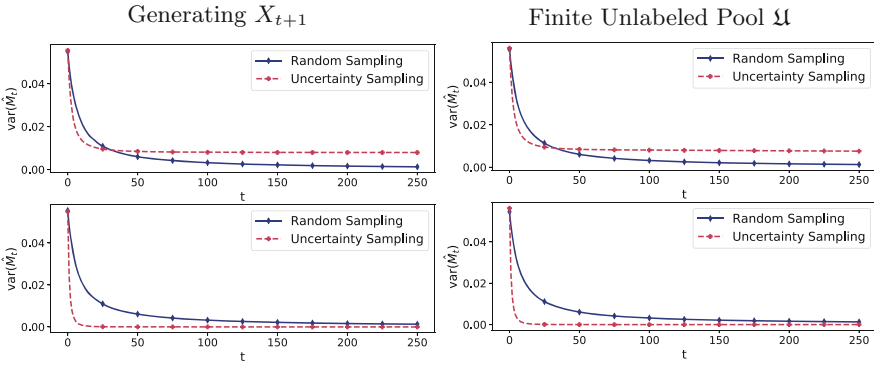 Generating $X_{t+1}$
Finite Unlabeled Pool $\mathfrak{U}$
var($\hat{M}_t$)
0.04
0.02
0.00
Random Sampling
Uncertainty Sampling
0 50 100 150 200 250
t
var($\hat{M}_t$)
0.04
0.02
0.00
Random Sampling
Uncertainty Sampling
0 50 100 150 200 250
t
var($\hat{M}_t$)
0.04
0.02
0.00
Random Sampling
Uncertainty Sampling
0 50 100 150 200 250
t
var($\hat{M}_t$)
0.04
0.02
0.00
Random Sampling
Uncertainty Sampling
0 50 100 150 200 250
t